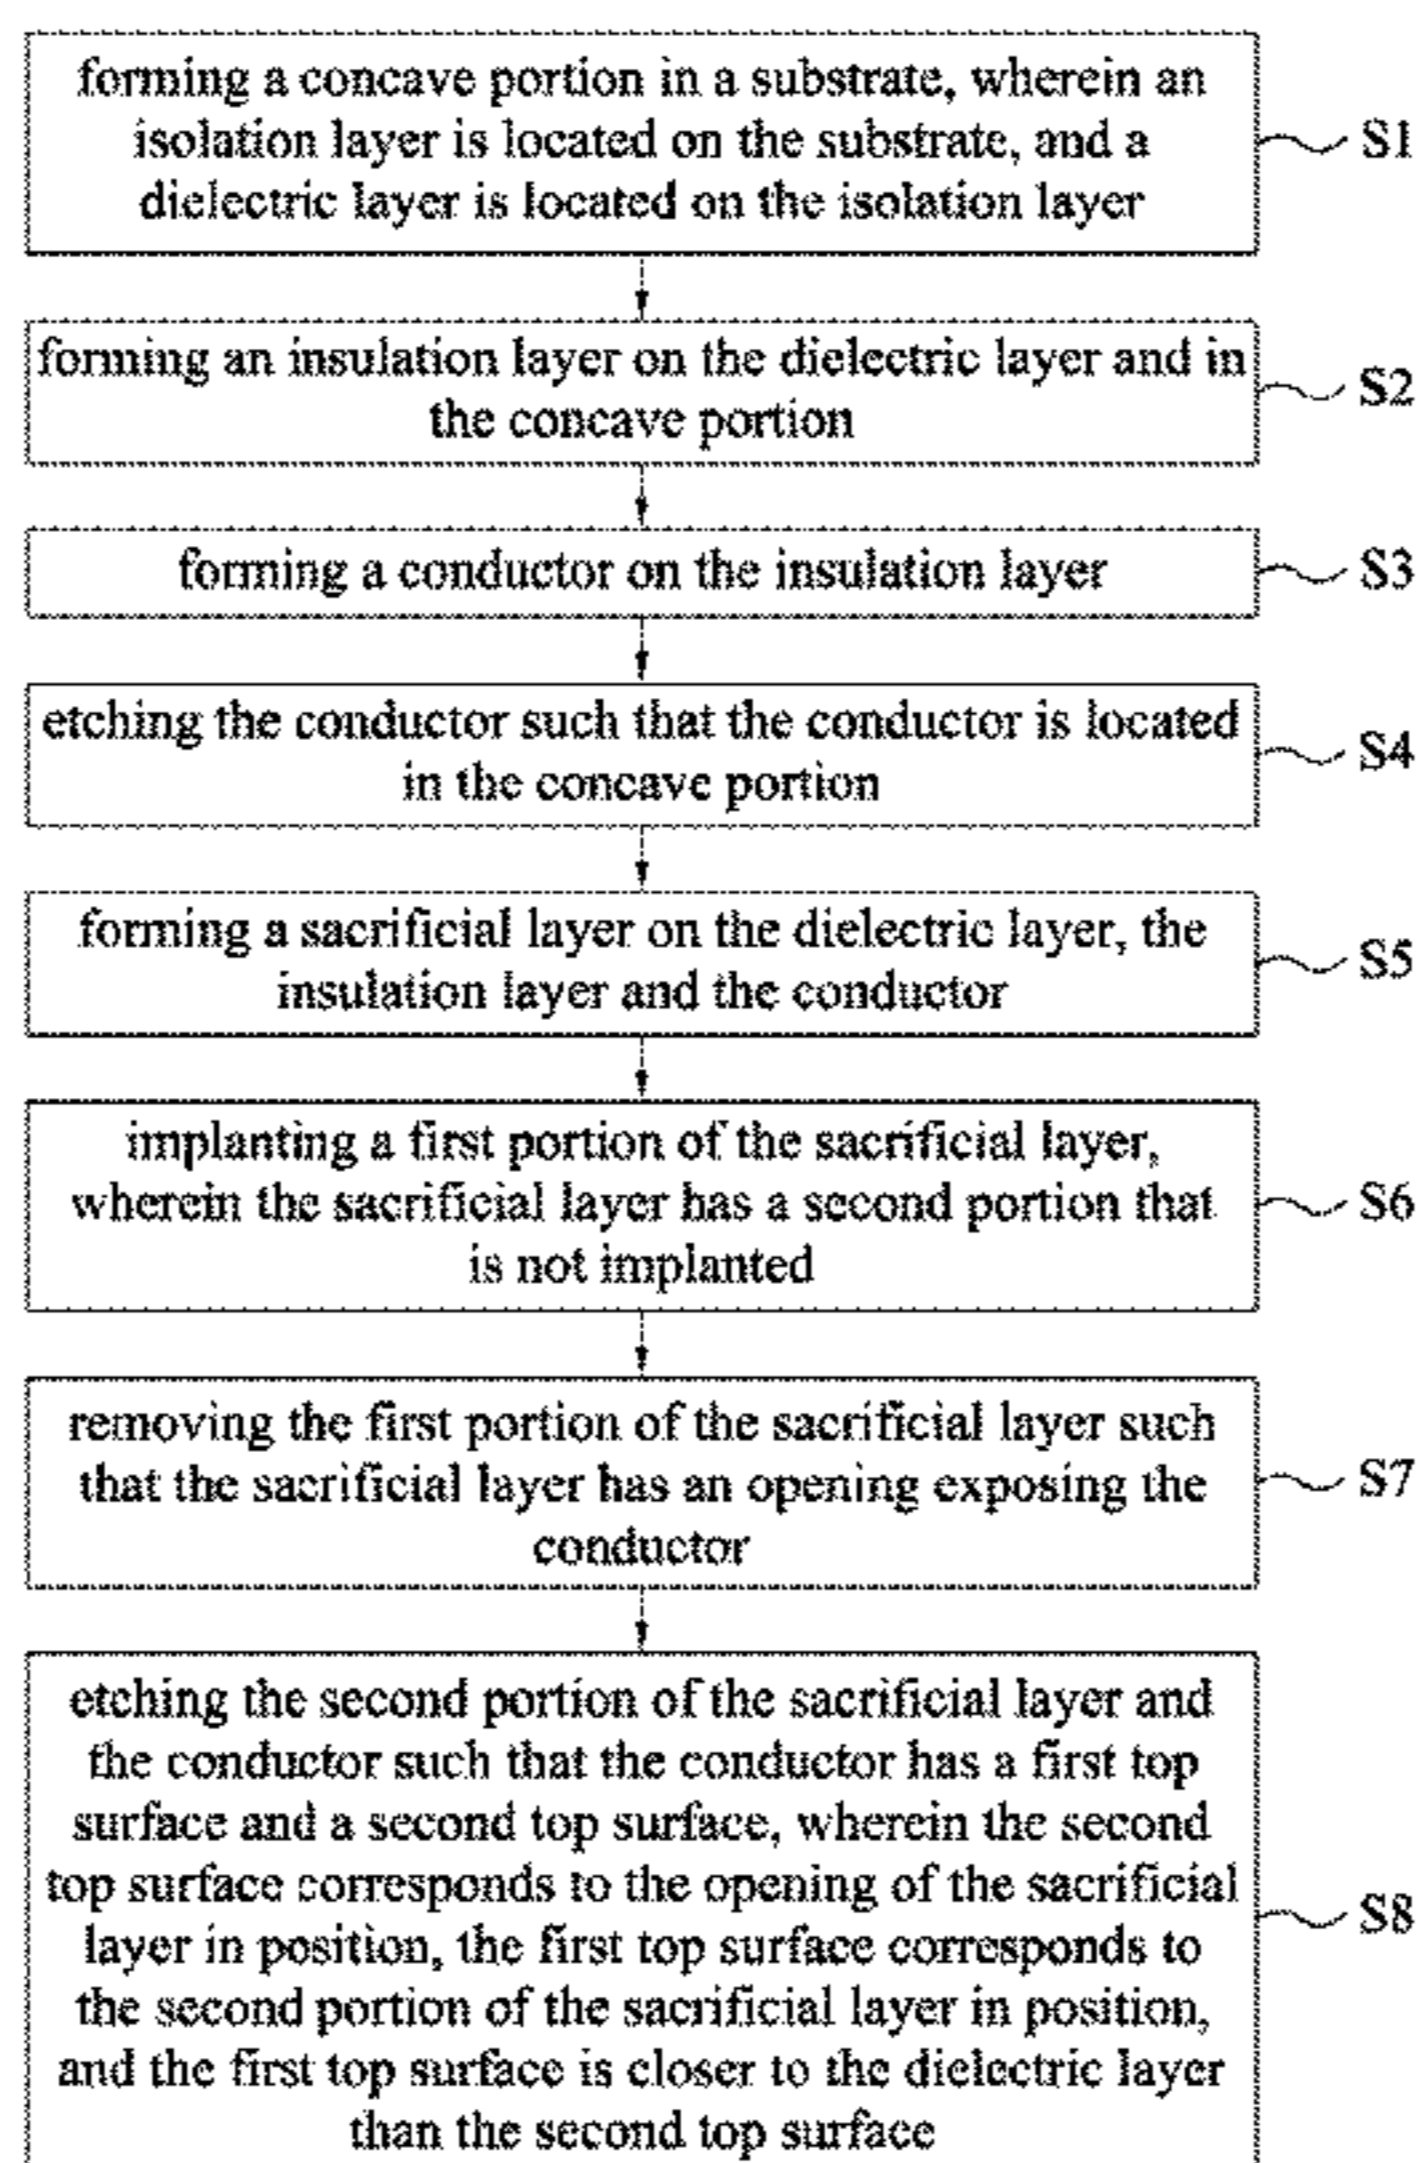 forming a concave portion in a substrate, wherein an
isolation layer is located on the substrate, and a
dielectric layer is located on the isolation layer
S1
forming an insulation layer on the dielectric layer and in
the concave portion
S2
forming a conductor on the insulation layer
S3
etching the conductor such that the conductor is located
in the concave portion
S4
forming a sacrificial layer on the dielectric layer, the
insulation layer and the conductor
S5
implanting a first portion of the sacrificial layer,
wherein the sacrificial layer has a second portion that
is not implanted
S6
removing the first portion of the sacrificial layer such
that the sacrificial layer has an opening exposing the
conductor
S7
etching the second portion of the sacrificial layer and
the conductor such that the conductor has a first top
surface and a second top surface, wherein the second
top surface corresponds to the opening of the sacrificial
layer in position, the first top surface corresponds to
the second portion of the sacrificial layer in position,
and the first top surface is closer to the dielectric layer
than the second top surface
S8